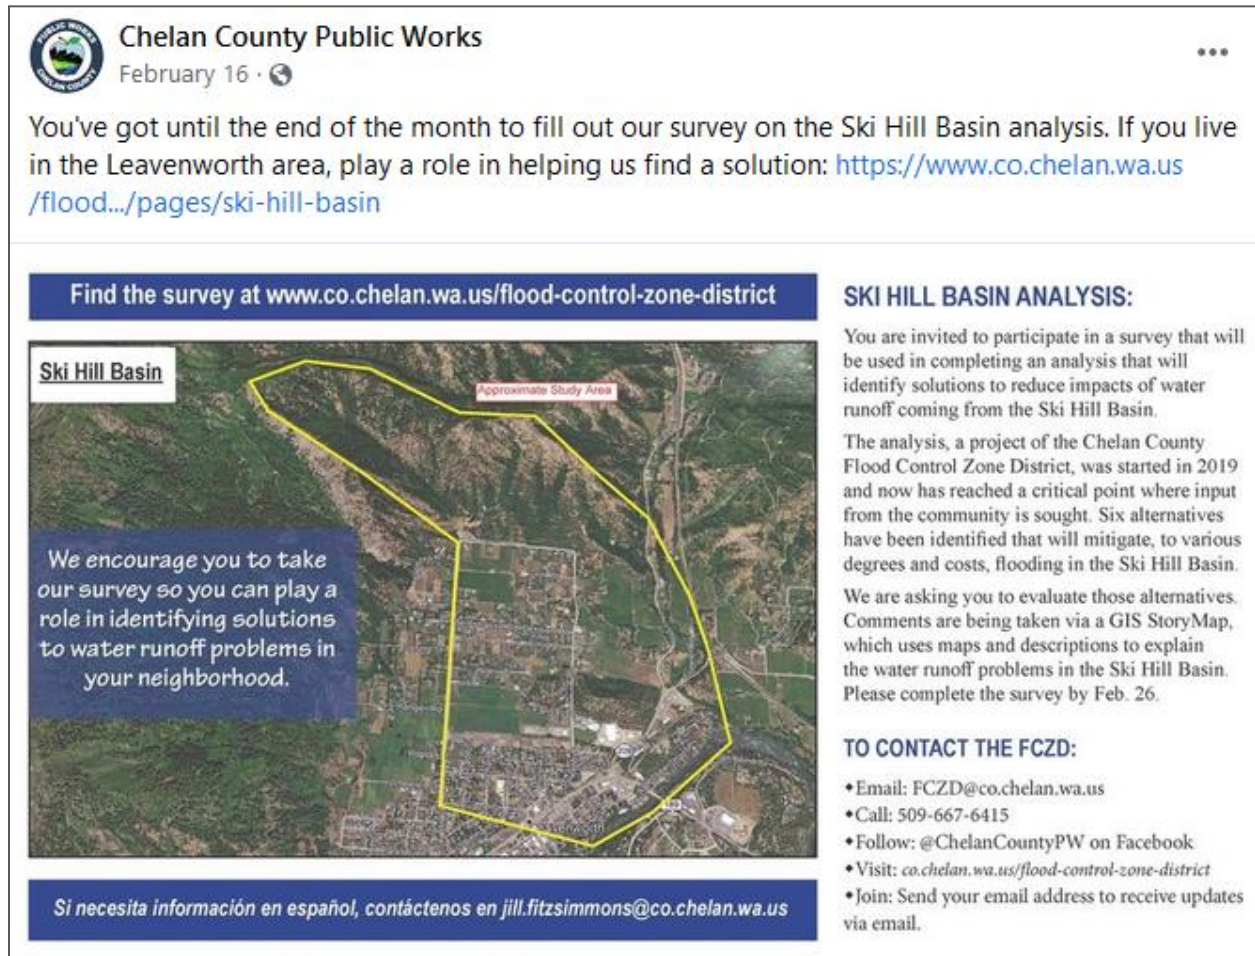 Chelan County Public Works
February 16 ·
You've got until the end of the month to fill out our survey on the Ski Hill Basin analysis. If you live
in the Leavenworth area, play a role in helping us find a solution: https://www.co.chelan.wa.us
/flood.../pages/ski-hill-basin
Find the survey at www.co.chelan.wa.us/flood-control-zone-district
Ski Hill Basin
Approximate Study Area
We encourage you to take
our survey so you can play a
role in identifying solutions
to water runoff problems in
your neighborhood.
Si necesita información en español, contáctenos en jill.fitzsimmons@co.chelan.wa.us
SKI HILL BASIN ANALYSIS:
You are invited to participate in a survey that will
be used in completing an analysis that will
identify solutions to reduce impacts of water
runoff coming from the Ski Hill Basin.
The analysis, a project of the Chelan County
Flood Control Zone District, was started in 2019
and now has reached a critical point where input
from the community is sought. Six alternatives
have been identified that will mitigate, to various
degrees and costs, flooding in the Ski Hill Basin.
We are asking you to evaluate those alternatives.
Comments are being taken via a GIS StoryMap,
which uses maps and descriptions to explain
the water runoff problems in the Ski Hill Basin.
Please complete the survey by Feb. 26.
TO CONTACT THE FCZD:
◆Email: FCZD@co.chelan.wa.us
◆Call: 509-667-6415
◆Follow: @ChelanCountyPW on Facebook
◆Visit: co.chelan.wa.us/flood-control-zone-district
◆Join: Send your email address to receive updates
via email.
PUBLIC WORKS
CHELAN COUNTY